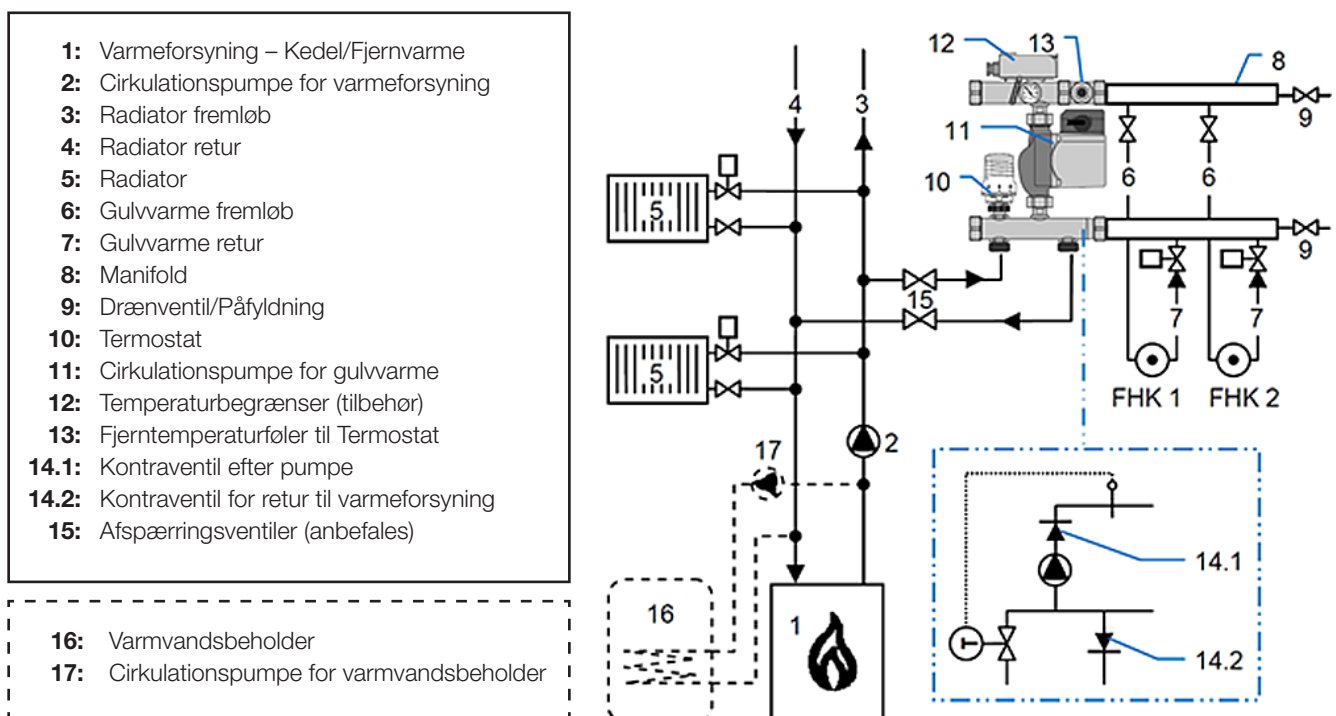 1: Varmeforsyning – Kedel/Fjernvarme
2: Cirkulationspumpe for varmeforsyning
3: Radiator fremløb
4: Radiator retur
5: Radiator
6: Gulvvarme fremløb
7: Gulvvarme retur
8: Manifold
9: Drænventil/Påfyldning
10: Termostat
11: Cirkulationspumpe for gulvvarme
12: Temperaturbegrænser (tilbehør)
13: Fjerntemperaturføler til Termostat
14.1: Kontraventil efter pumpe
14.2: Kontraventil for retur til varmeforsyning
15: Afspærringsventiler (anbefales)
16: Varmvandsbeholder
17: Cirkulationspumpe for varmvandsbeholder
12
13
8
4
3
9
11
10
6
6
5
9
15
7
7
5
FHK 1
FHK 2
17
2
14.1
16
1
T
14.2